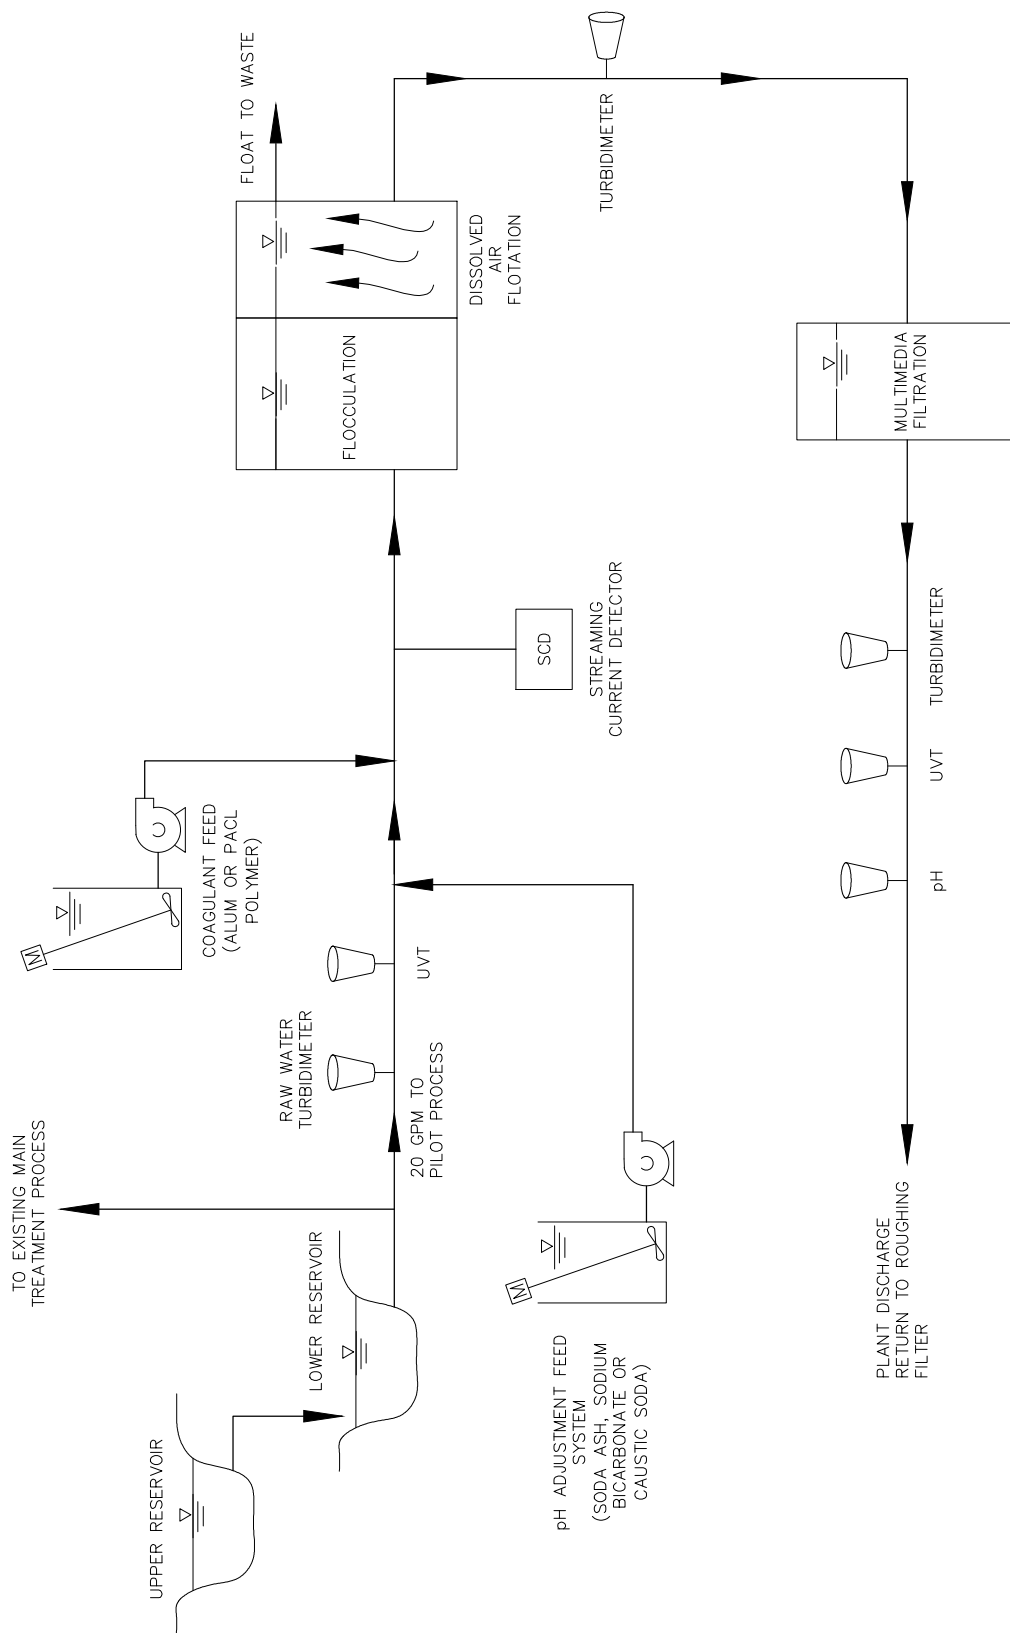 UPPER RESERVOIR
LOWER RESERVOIR
TO EXISTING MAIN
TREATMENT PROCESS
20 GPM TO
PILOT PROCESS
RAW WATER
TURBIDIMETER
UVT
pH ADJUSTMENT FEED
SYSTEM
(SODA ASH, SODIUM
BICARBONATE OR
CAUSTIC SODA)
M
COAGULANT FEED
(ALUM OR PACL
POLYMER)
M
SCD
STREAMING
CURRENT DETECTOR
FLOCCULATION
DISSOLVED
AIR
FLOTATION
FLOAT TO WASTE
TURBIDIMETER
MULTIMEDIA
FILTRATION
TURBIDIMETER
UVT
pH
PLANT DISCHARGE
RETURN TO ROUGHING
FILTER